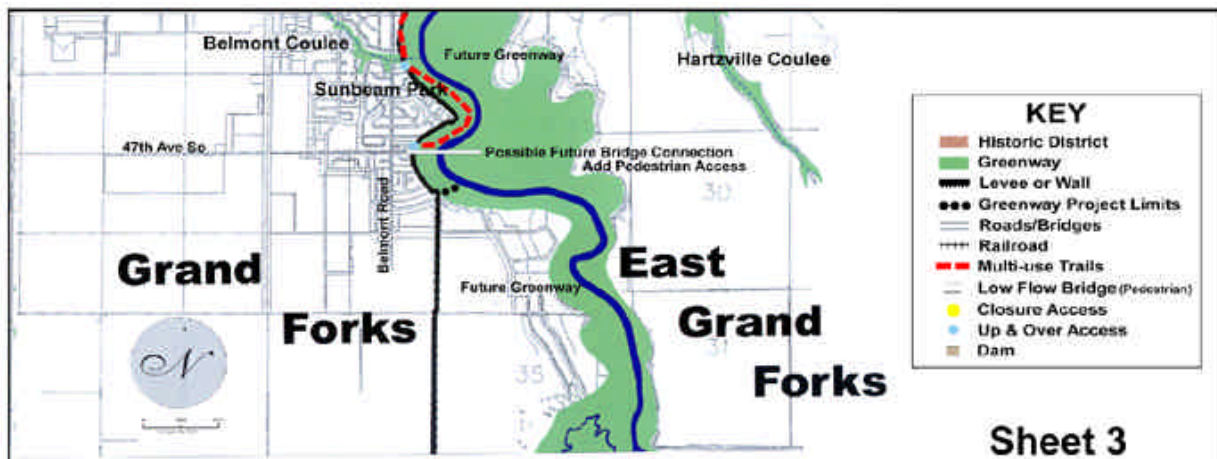 Belmont Coulee
Future Greenway
Hartzville Coulee
Sunbeam Park
47th Ave So
Possible Future Bridge Connection
Add Pedestrian Access
30
Belmont Road
Grand
Forks
East
Grand
Forks
Future Greenway
31
35
N
KEY
Historic District
Greenway
Levee or Wall
Greenway Project Limits
Roads/Bridges
Railroad
Multi-use Trails
Low Flow Bridge (Pedestrian)
Closure Access
Up & Over Access
Dam
Sheet 3